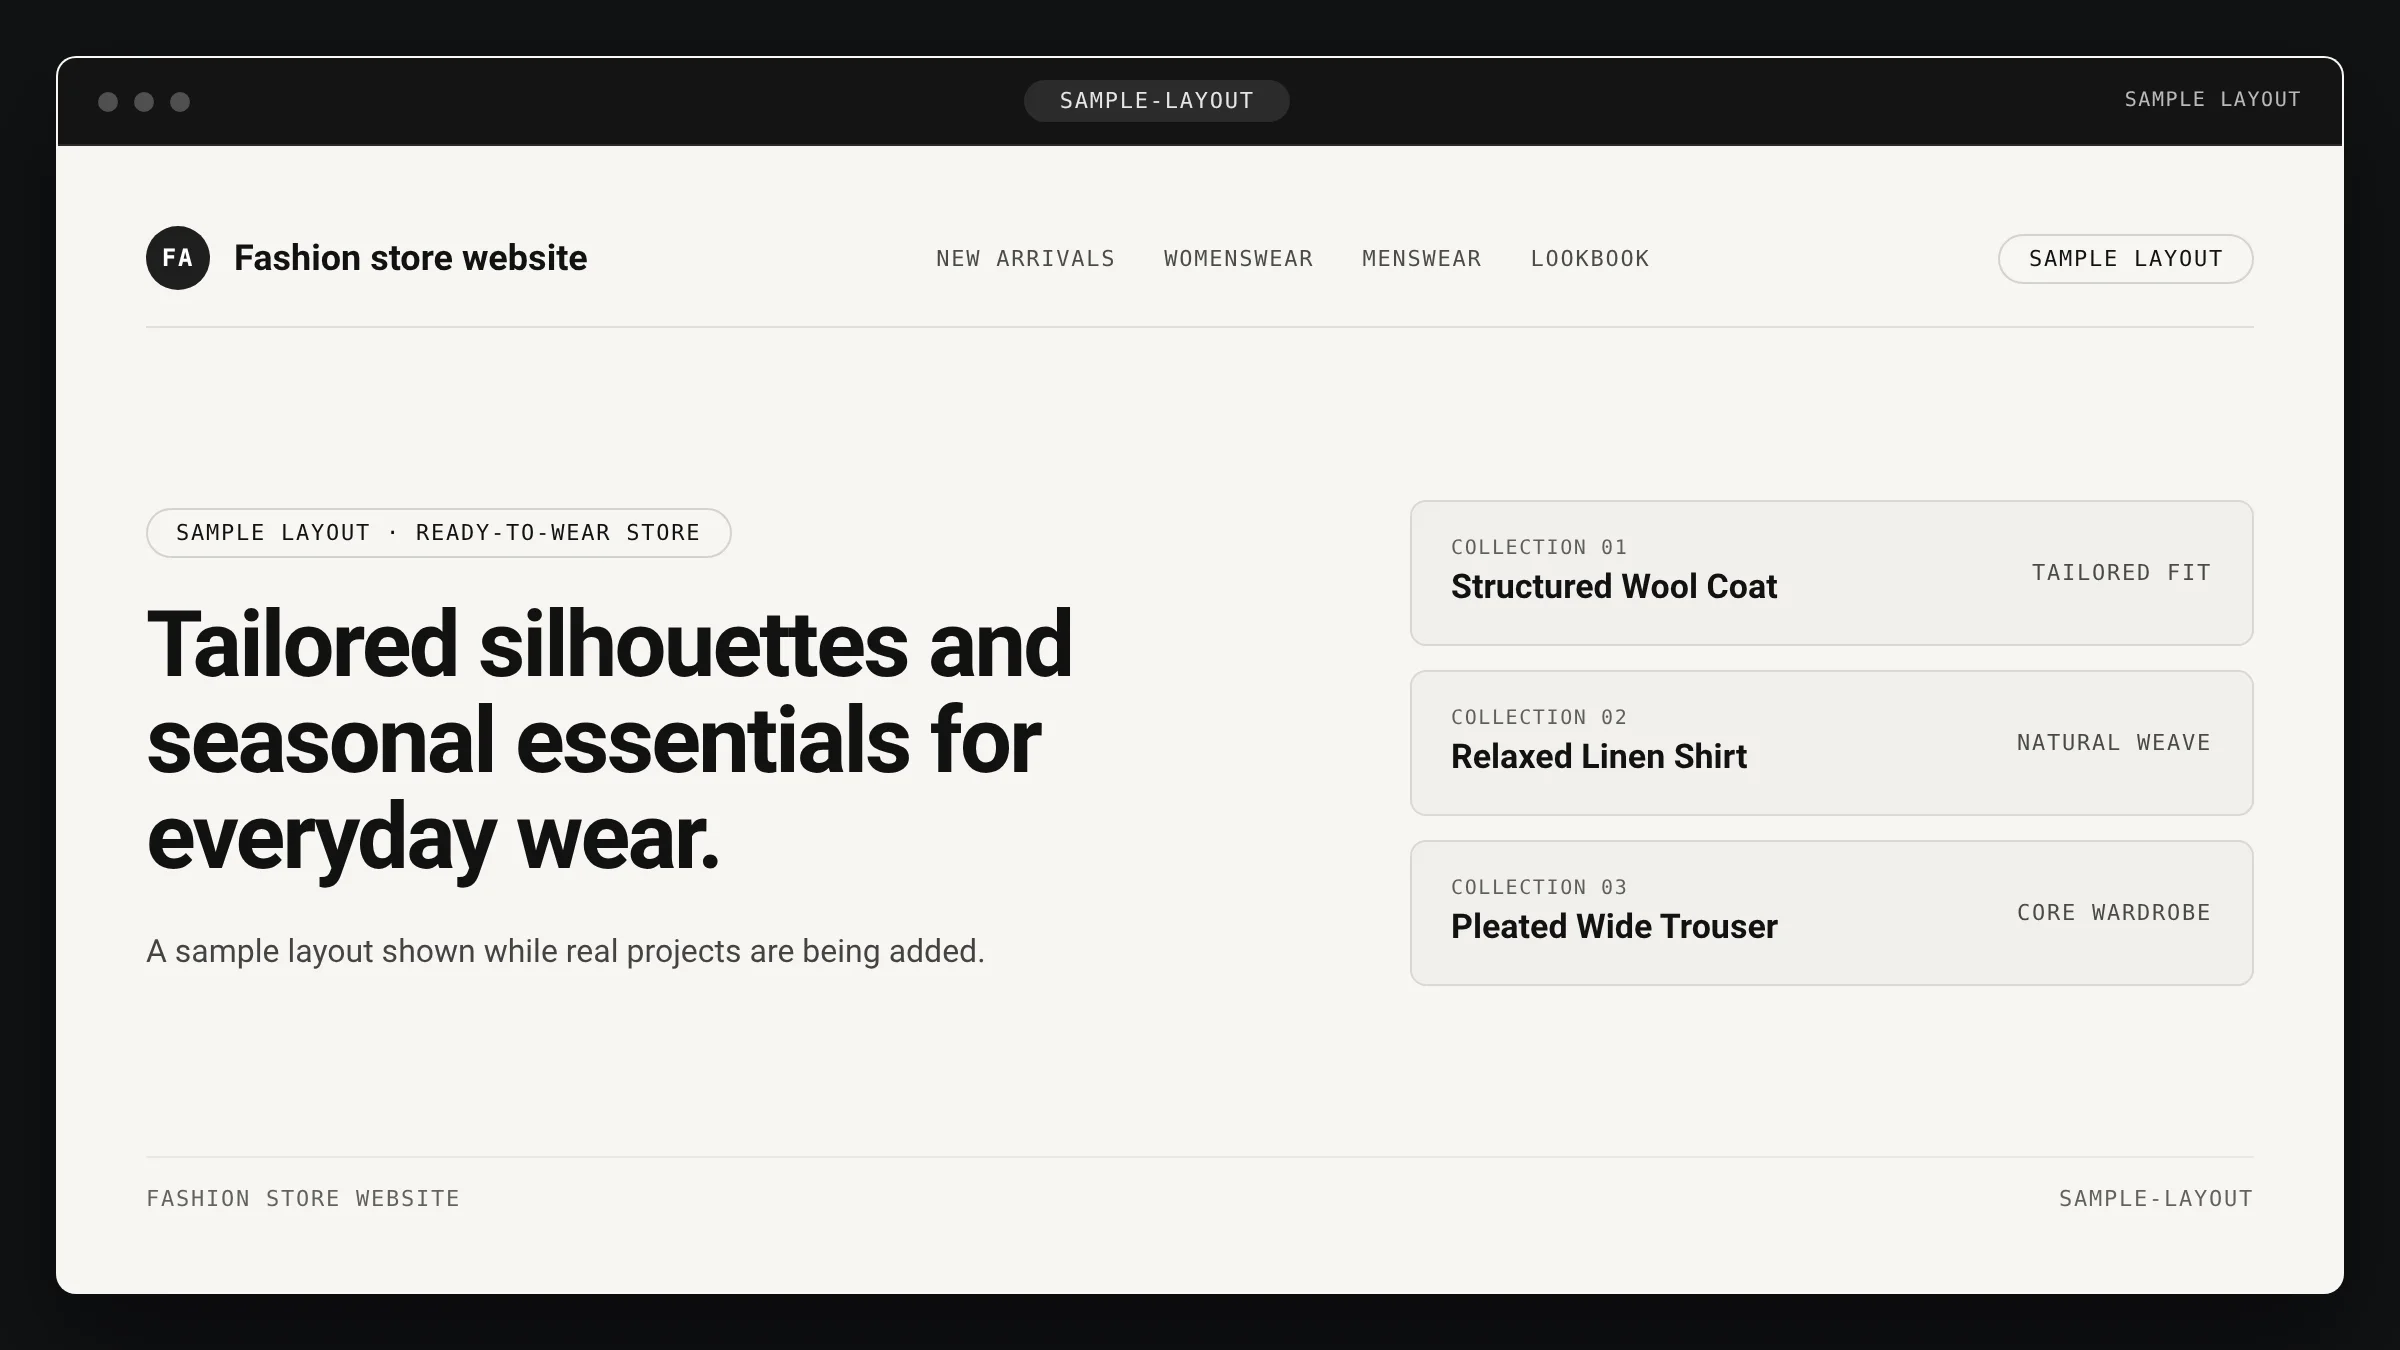 SAMPLE-LAYOUT
SAMPLE LAYOUT
FA
Fashion store website
NEW ARRIVALS
WOMENSWEAR
MENSWEAR
LOOKBOOK
SAMPLE LAYOUT
SAMPLE LAYOUT · READY-TO-WEAR STORE
Tailored silhouettes and
seasonal essentials for
everyday wear.
A sample layout shown while real projects are being added.
COLLECTION 01
Structured Wool Coat
TAILORED FIT
COLLECTION 02
Relaxed Linen Shirt
NATURAL WEAVE
COLLECTION 03
Pleated Wide Trouser
CORE WARDROBE
FASHION STORE WEBSITE
SAMPLE-LAYOUT